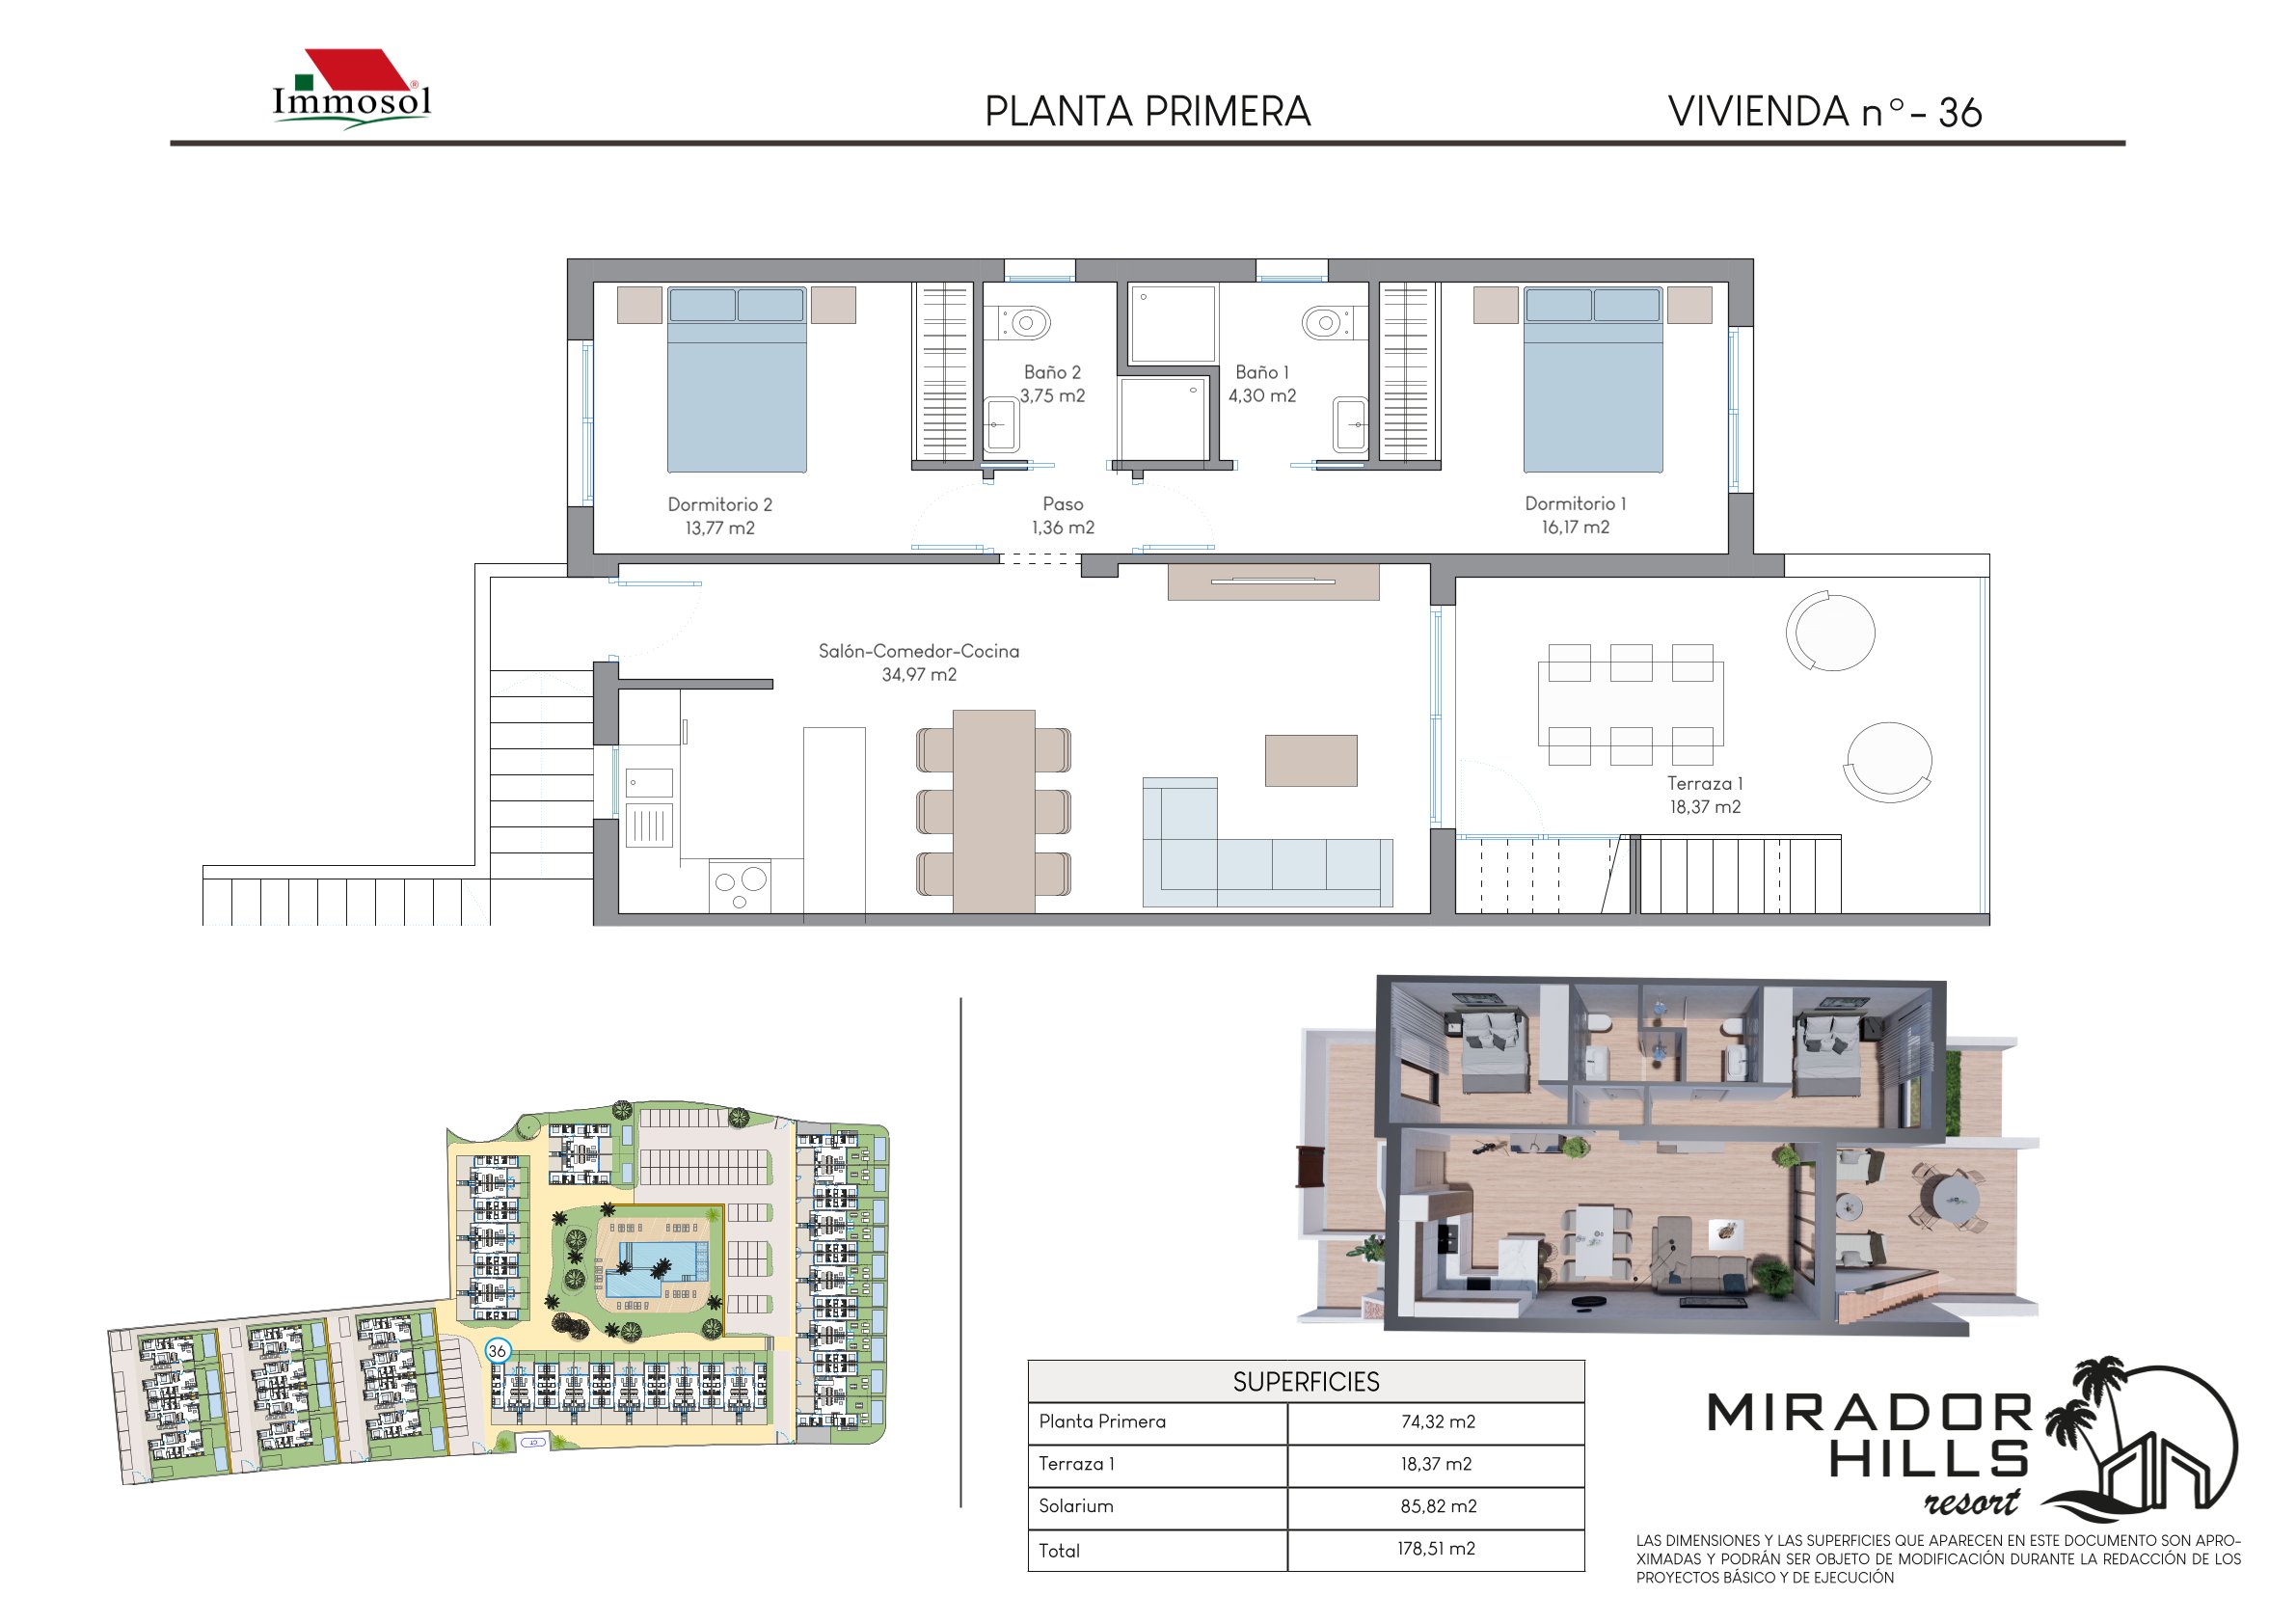 Immosol®
PLANTA PRIMERA
VIVIENDA nº- 36
Baño 2
3,75 m2
Baño 1
4,30 m2
Dormitorio 2
13,77 m2
Paso
1,36 m2
Dormitorio 1
16,17 m2
Salón-Comedor-Cocina
34,97 m2
Terraza 1
18,37 m2
36
SUPERFICIES
Planta Primera 74,32 m2
Terraza 1 18,37 m2
Solarium 85,82 m2
Total 178,51 m2
MIRADOR
HILLS
resort
LAS DIMENSIONES Y LAS SUPERFICIES QUE APARECEN EN ESTE DOCUMENTO SON APRO-
XIMADAS Y PODRÁN SER OBJETO DE MODIFICACIÓN DURANTE LA REDACCIÓN DE LOS
PROYECTOS BÁSICO Y DE EJECUCIÓN